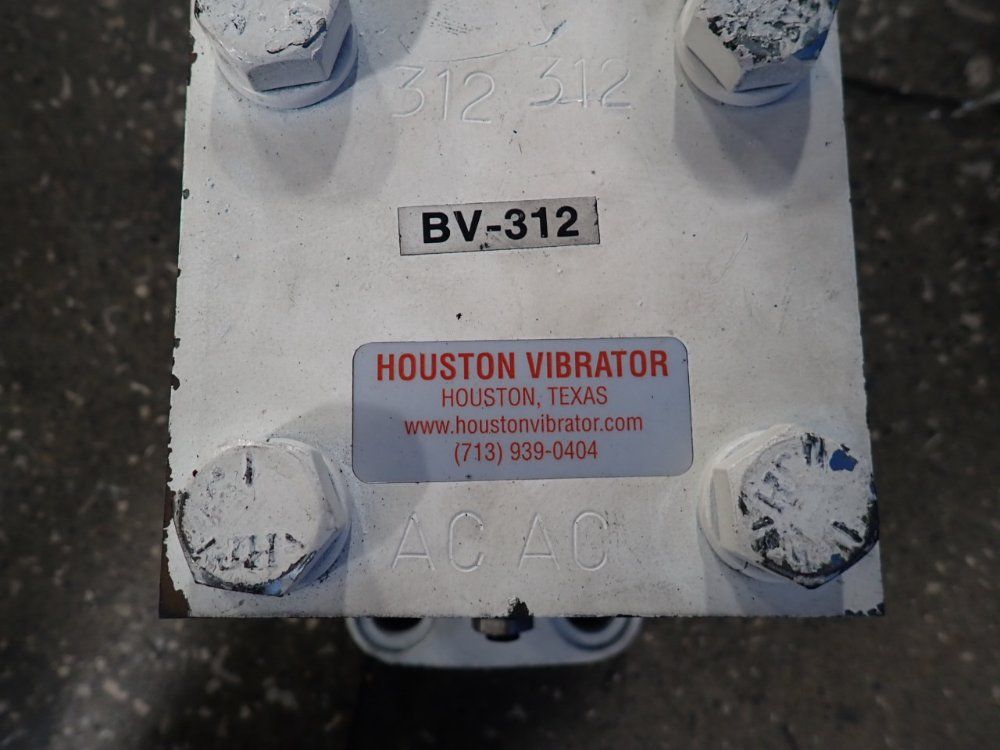 312 312
BV-312
HOUSTON VIBRATOR
HOUSTON, TEXAS
www.houstonvibrator.com
(713) 939-0404
AC AC